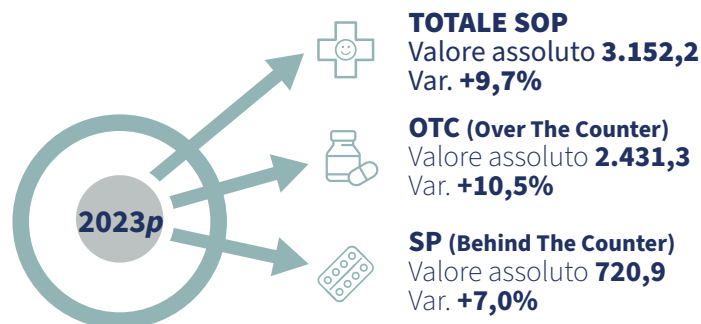 TOTALE SOP
Valore assoluto 3.152,2
Var. +9,7%
OTC (Over The Counter)
Valore assoluto 2.431,3
Var. +10,5%
2023p
SP (Behind The Counter)
Valore assoluto 720,9
Var. +7,0%